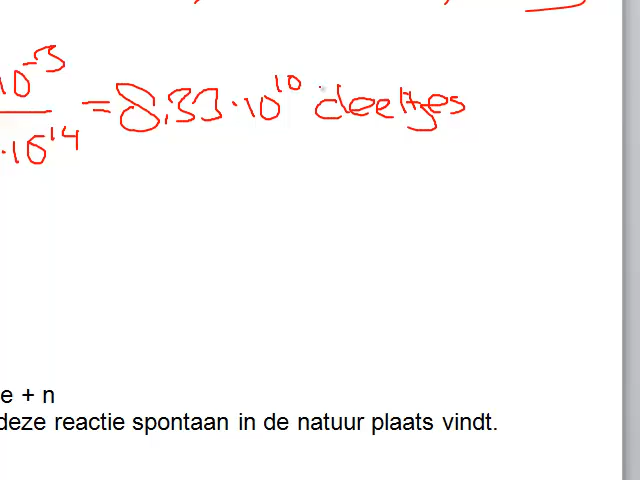 10⁻³
= 8,33 · 10¹⁰ deeltjes
· 10¹⁴
e + n
deze reactie spontaan in de natuur plaats vindt.